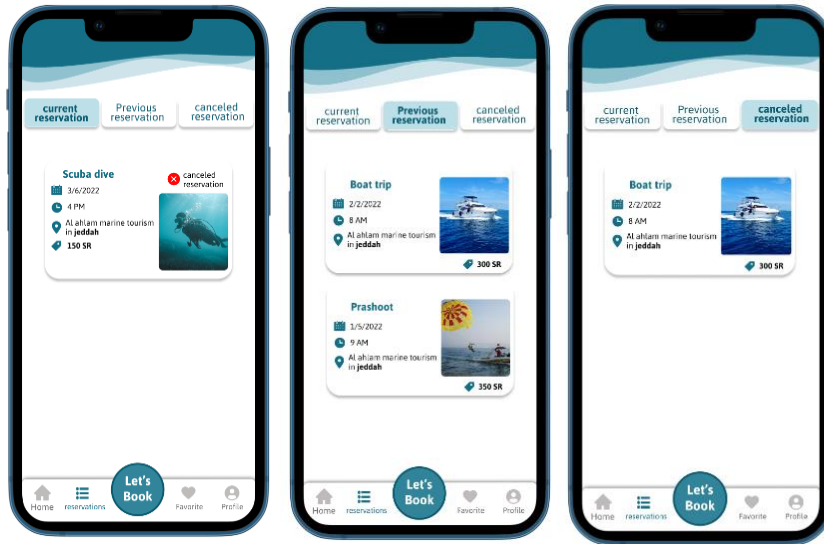 current
reservation
Previous
reservation
canceled
reservation
Scuba dive
canceled
reservation
3/6/2022
4 PM
Al ahlam marine tourism
in jeddah
150 SR
Home
reservations
Let's
Book
Favorite
Profile
current
reservation
Previous
reservation
canceled
reservation
Boat trip
2/2/2022
8 AM
Al ahlam marine tourism
in jeddah
300 SR
Prashoot
1/5/2022
9 AM
Al ahlam marine tourism
in jeddah
350 SR
Home
reservations
Let's
Book
Favorite
Profile
current
reservation
Previous
reservation
canceled
reservation
Boat trip
2/2/2022
8 AM
Al ahlam marine tourism
in jeddah
300 SR
Home
reservations
Let's
Book
Favorite
Profile